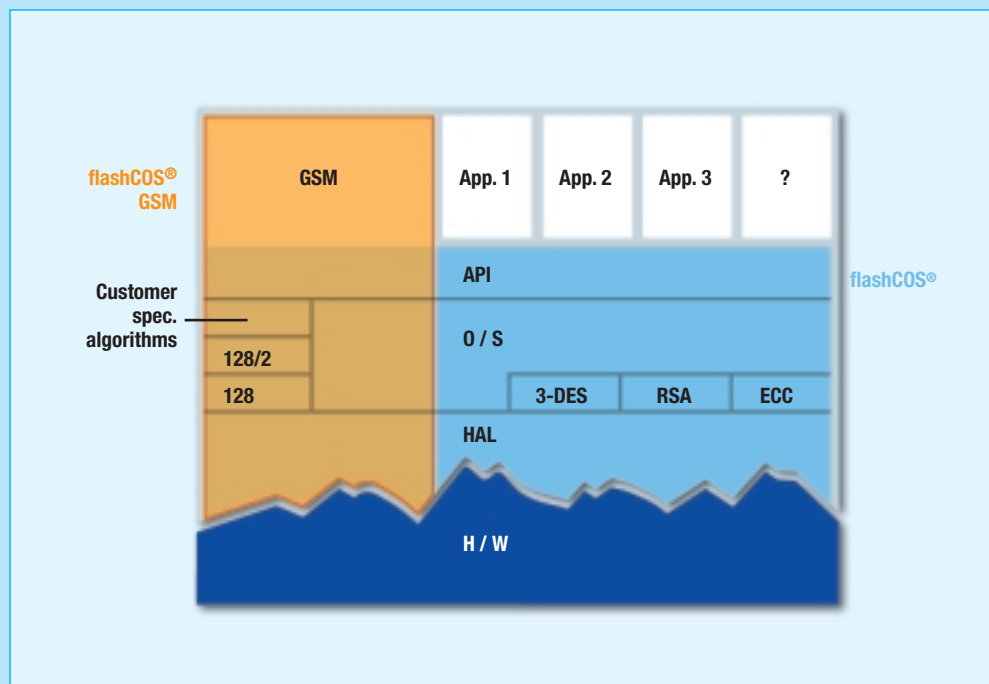 flashCOS®
GSM
GSM
App. 1
App. 2
App. 3
?
API
flashCOS®
Customer
spec.
algorithms
O / S
128/2
128
3-DES
RSA
ECC
HAL
H / W